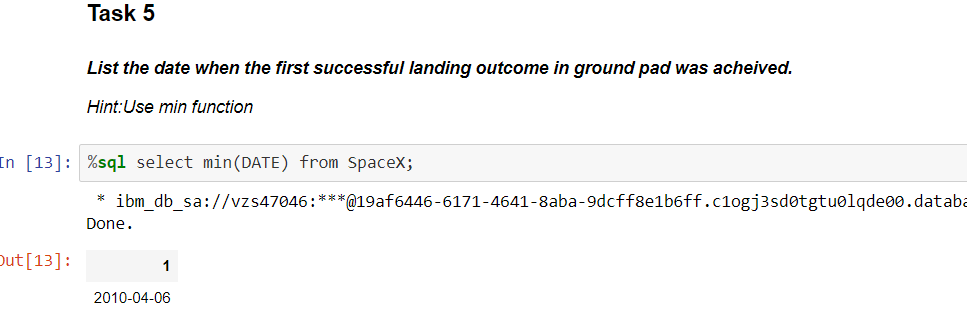 Task 5
List the date when the first successful landing outcome in ground pad was acheived.
Hint:Use min function
In [13]: %sql select min(DATE) from SpaceX;
* ibm_db_sa://vzs47046:***@19af6446-6171-4641-8aba-9dcff8e1b6ff.c1ogj3sd0tgtu0lqde00.databa
Done.
Out[13]:
1
2010-04-06